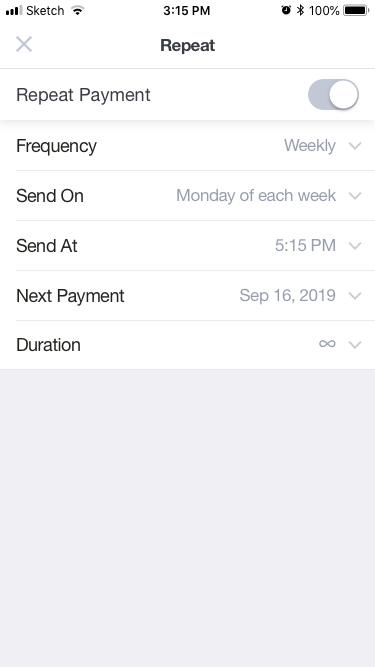 Sketch 3:15 PM 100%
Repeat
Repeat Payment
Frequency Weekly
Send On Monday of each week
Send At 5:15 PM
Next Payment Sep 16, 2019
Duration ∞